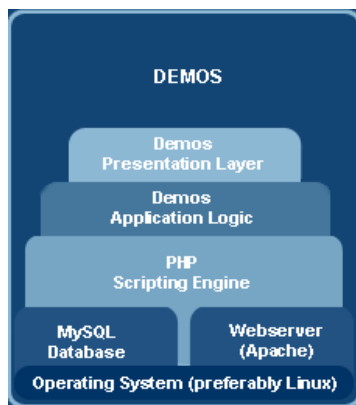 DEMOS
Demos
Presentation Layer
Demos
Application Logic
PHP
Scripting Engine
MySQL
Database
Webserver
(Apache)
Operating System (preferably Linux)